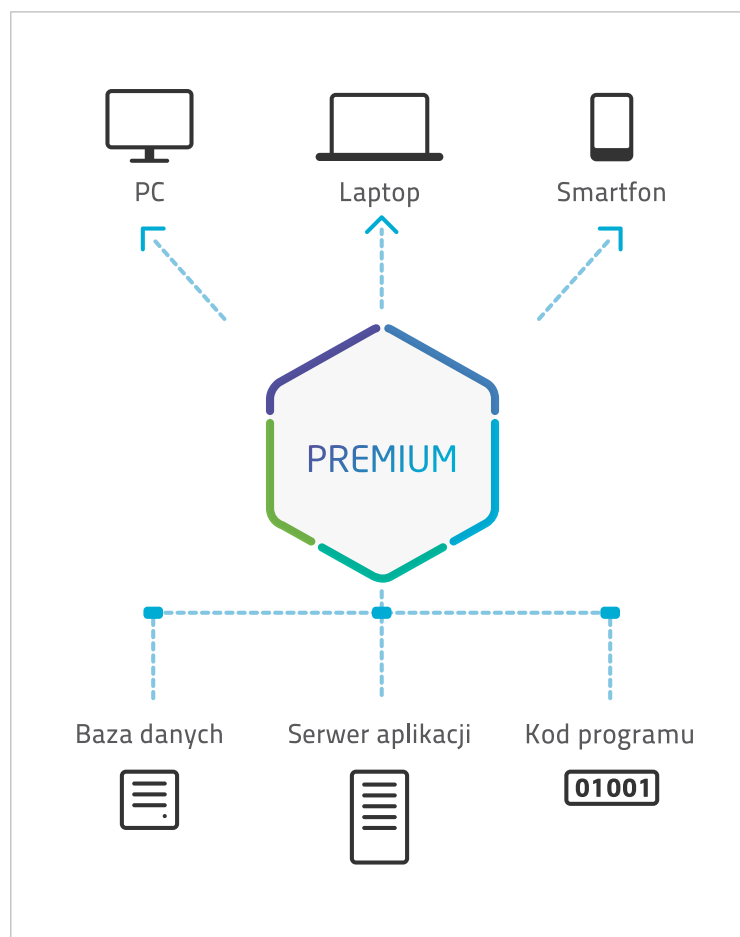 PC
Laptop
Smartfon
PREMIUM
Baza danych
Serwer aplikacji
Kod programu
01001